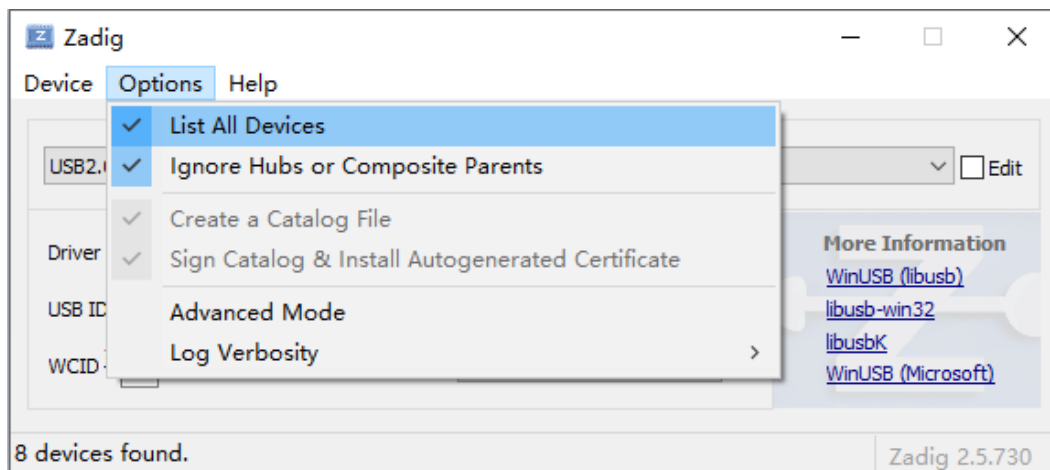 Zadig
Device Options Help
List All Devices
USB2. Ignore Hubs or Composite Parents Edit
Create a Catalog File
Driver Sign Catalog & Install Autogenerated Certificate
More Information
WinUSB (libusb)
USB ID Advanced Mode libusb-win32
Log Verbosity libusbK
WCID WinUSB (Microsoft)
8 devices found. Zadig 2.5.730